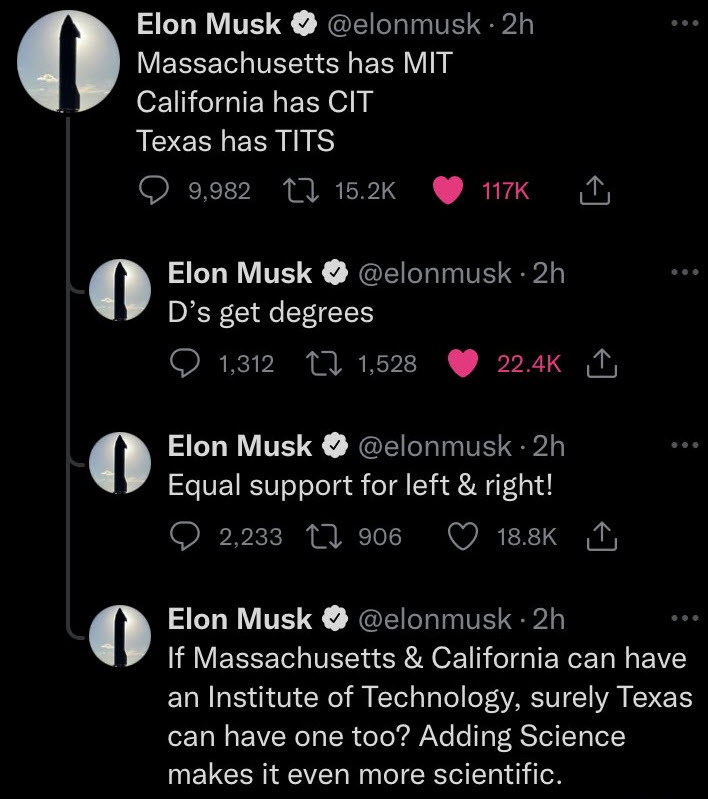 Elon Musk @elonmusk · 2h
Massachusetts has MIT
California has CIT
Texas has TITS
9,982 15.2K 117K
Elon Musk @elonmusk · 2h
D’s get degrees
1,312 1,528 22.4K
Elon Musk @elonmusk · 2h
Equal support for left & right!
2,233 906 18.8K
Elon Musk @elonmusk · 2h
If Massachusetts & California can have
an Institute of Technology, surely Texas
can have one too? Adding Science
makes it even more scientific.